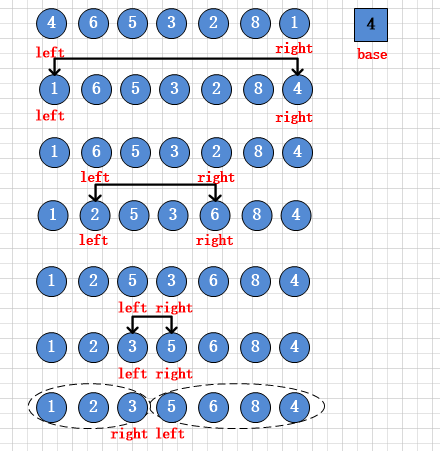 4 6 5 3 2 8 1 4
left right base
1 6 5 3 2 8 4
left right
1 6 5 3 2 8 4
left right
1 2 5 3 6 8 4
left right
1 2 5 3 6 8 4
left right
1 2 3 5 6 8 4
left right
1 2 3 5 6 8 4
right left